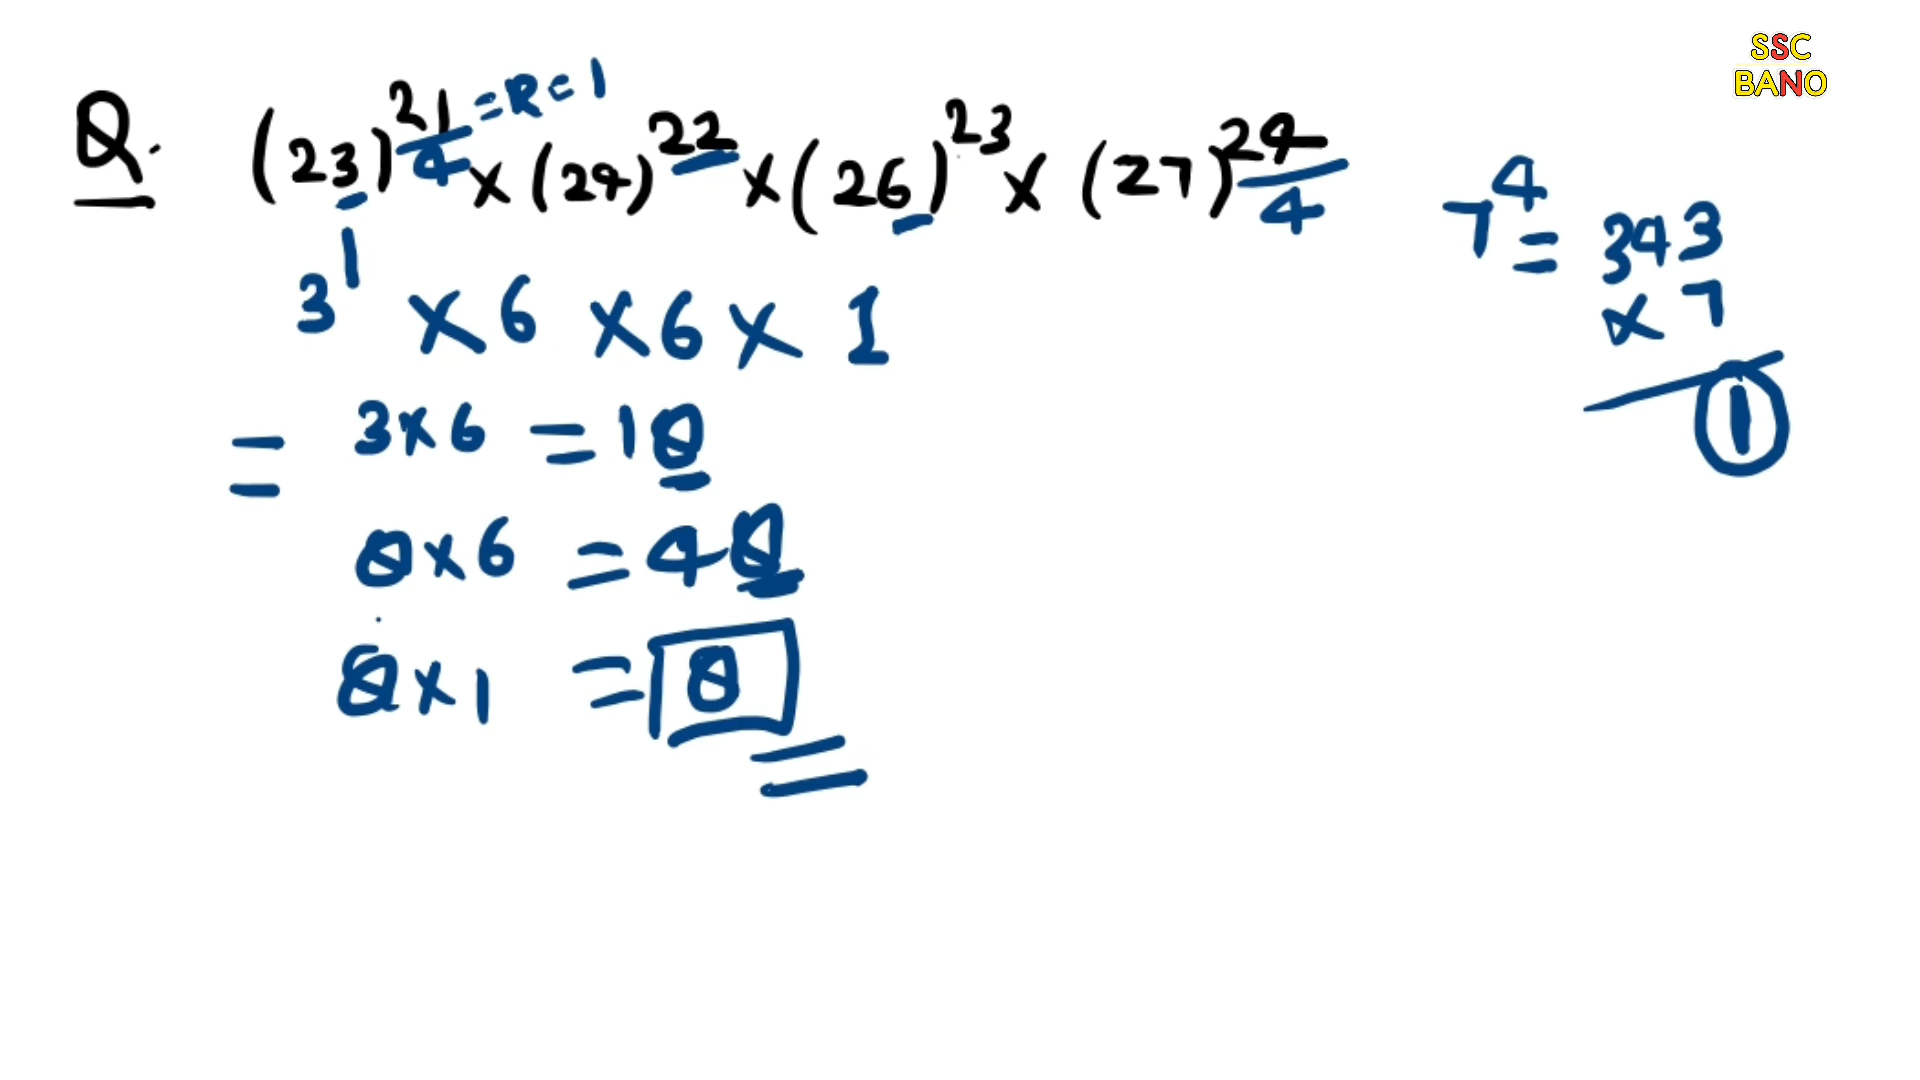 SSC
BANO
Q. (23)^21/4 = R = 1 × (24)^22 × (26)^23 × (27)^24/4
7^4 = 343
× 7
1
3^1 × 6 × 6 × 1
= 3×6 = 18
8×6 = 48
8×1 = 8